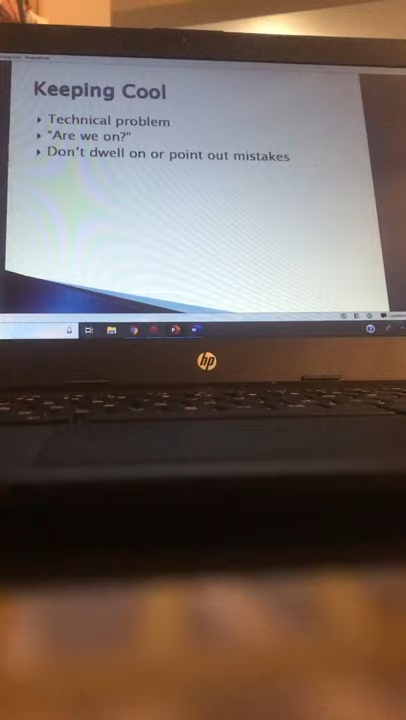 Keeping Cool
Technical problem
"Are we on?"
Don't dwell on or point out mistakes
hp